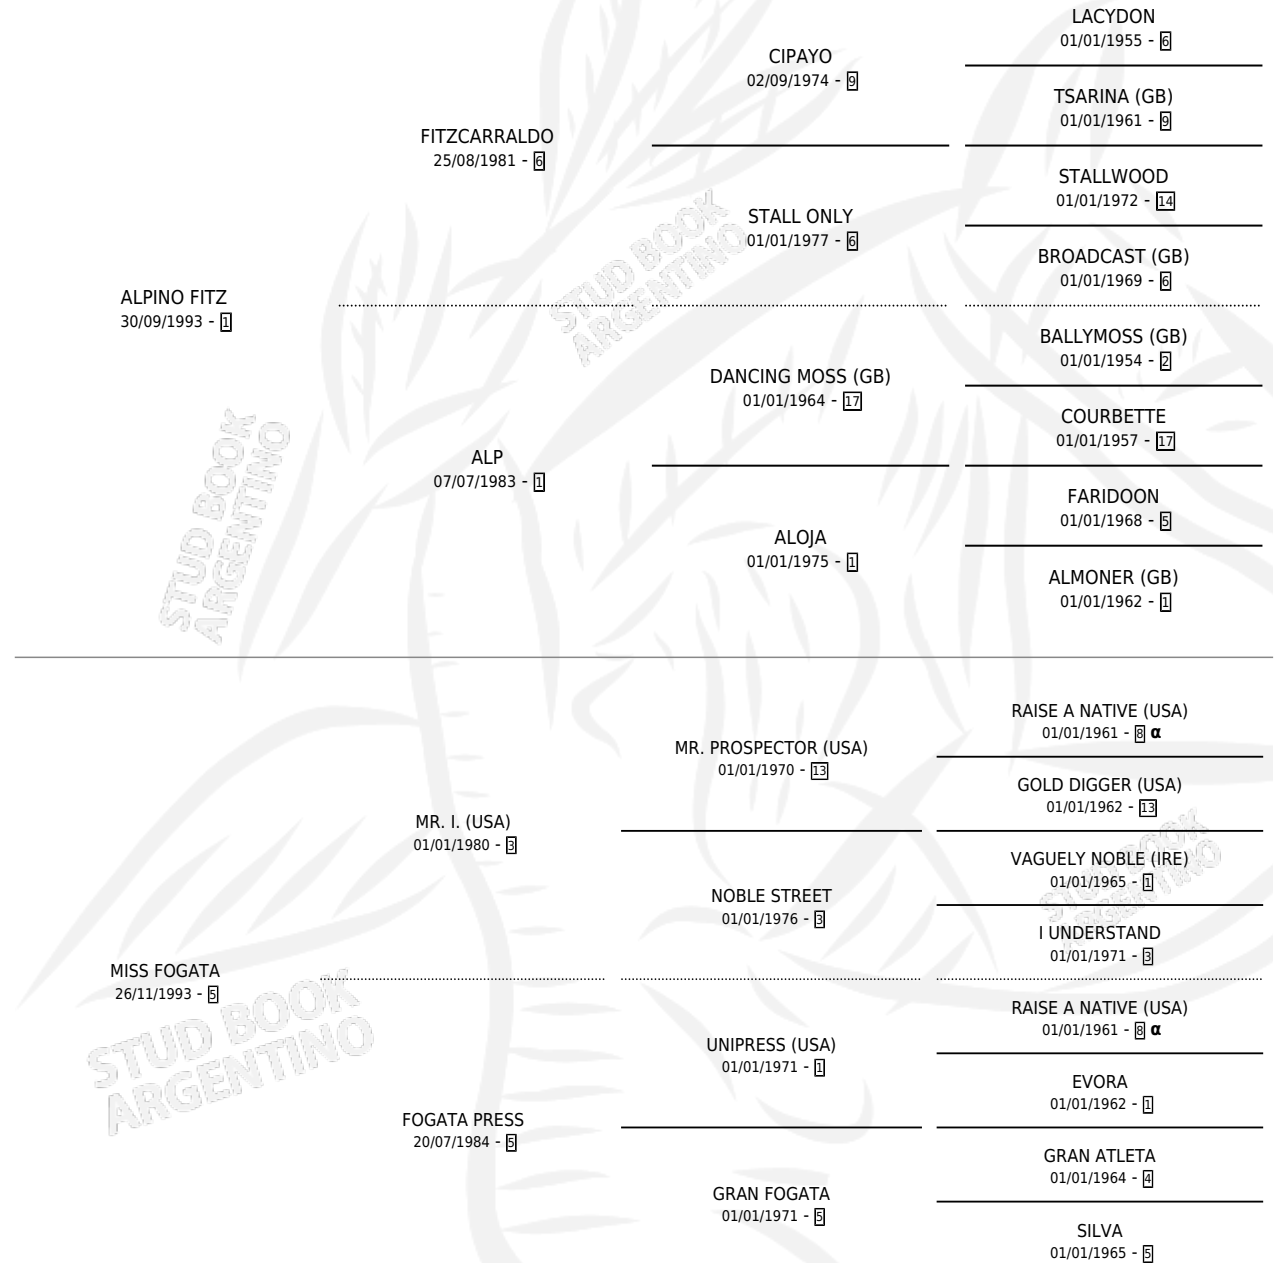 LACYDON
01/01/1955 - 6
CIPAYO
02/09/1974 - 9
TSARINA (GB)
01/01/1961 - 9
FITZCARRALDO
25/08/1981 - 6
STALLWOOD
01/01/1972 - 14
STALL ONLY
01/01/1977 - 6
BROADCAST (GB)
01/01/1969 - 6
ALPINO FITZ
30/09/1993 - 1
BALLYMOSS (GB)
01/01/1954 - 2
DANCING MOSS (GB)
01/01/1964 - 17
COURBETTE
01/01/1957 - 17
ALP
07/07/1983 - 1
FARIDOON
01/01/1968 - 5
ALOJA
01/01/1975 - 1
ALMONER (GB)
01/01/1962 - 1
RAISE A NATIVE (USA)
01/01/1961 - 8 α
MR. PROSPECTOR (USA)
01/01/1970 - 13
GOLD DIGGER (USA)
01/01/1962 - 13
MR. I. (USA)
01/01/1980 - 3
VAGUELY NOBLE (IRE)
01/01/1965 - 1
NOBLE STREET
01/01/1976 - 3
I UNDERSTAND
01/01/1971 - 3
MISS FOGATA
26/11/1993 - 5
RAISE A NATIVE (USA)
01/01/1961 - 8 α
UNIPRESS (USA)
01/01/1971 - 1
EVORA
01/01/1962 - 1
FOGATA PRESS
20/07/1984 - 5
GRAN ATLETA
01/01/1964 - 4
GRAN FOGATA
01/01/1971 - 5
SILVA
01/01/1965 - 5
STUD BOOK
ARGENTINO
STUD BOOK
ARGENTINO
STUD BOOK
ARGENTINO
STUD BOOK
ARGENTINO